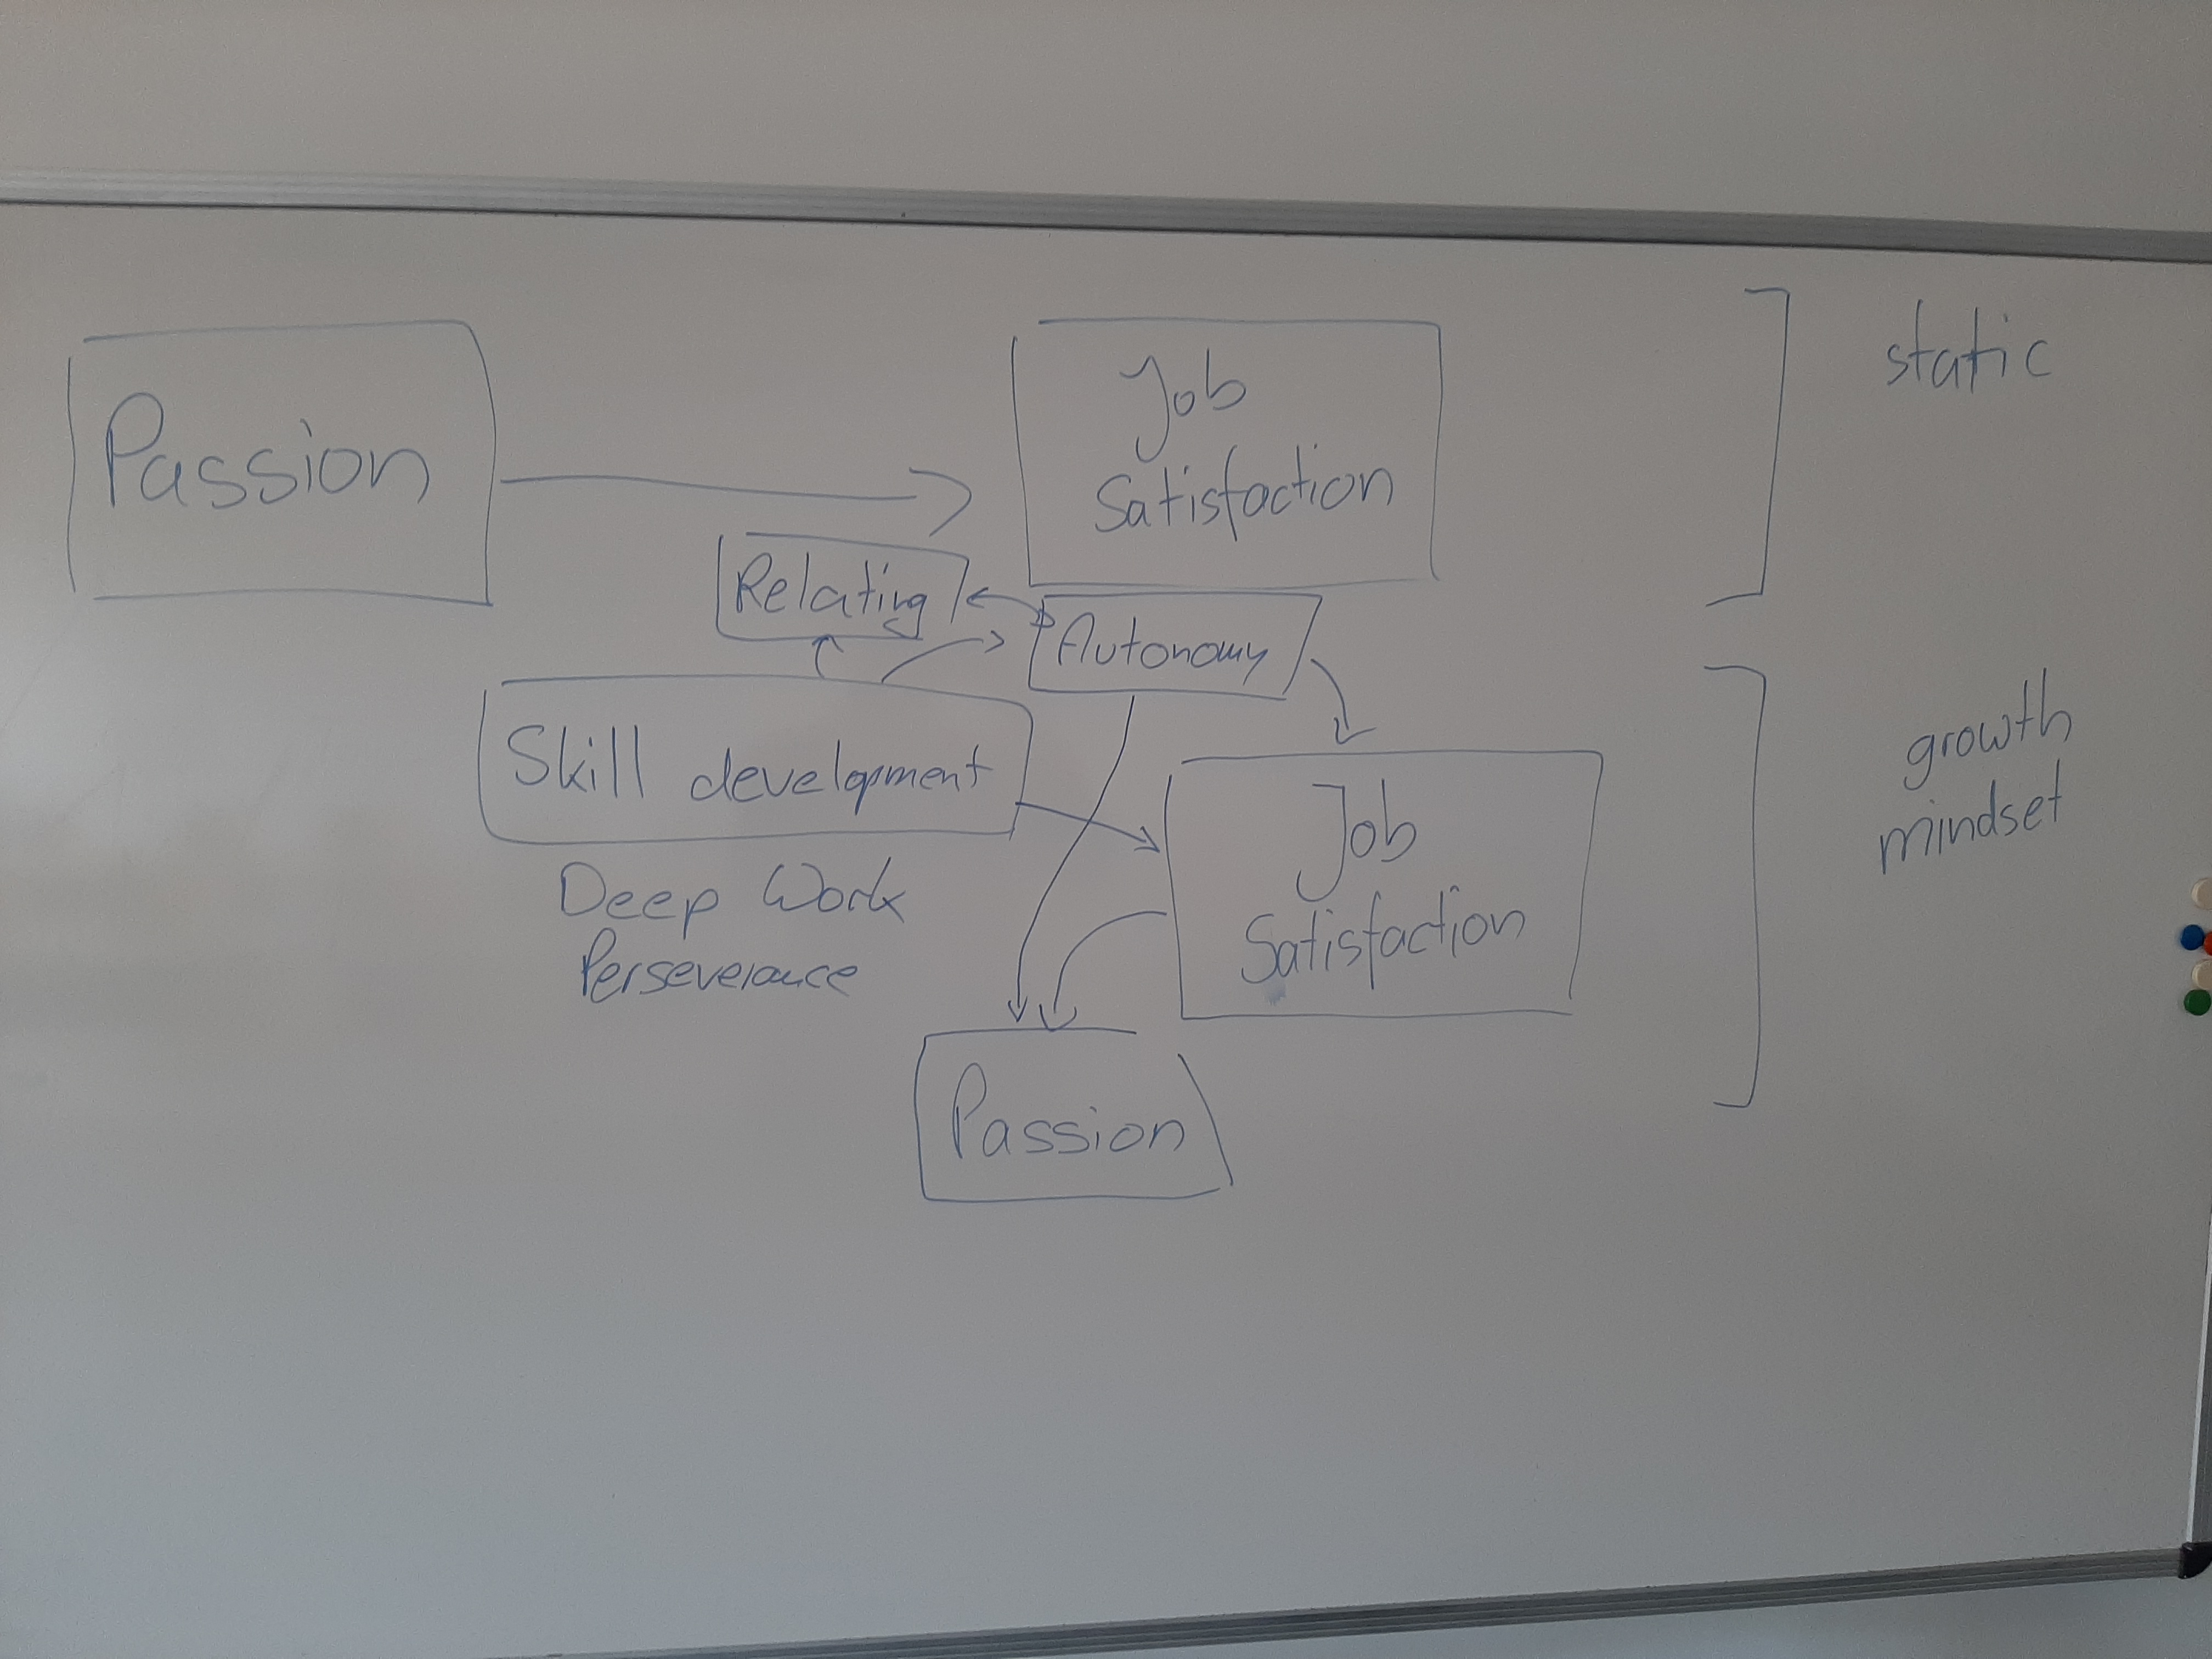 Passion
Job
Satisfaction
static
Relating
Autonomy
Skill development
Deep Work
Perseverance
Job
Satisfaction
growth
mindset
Passion